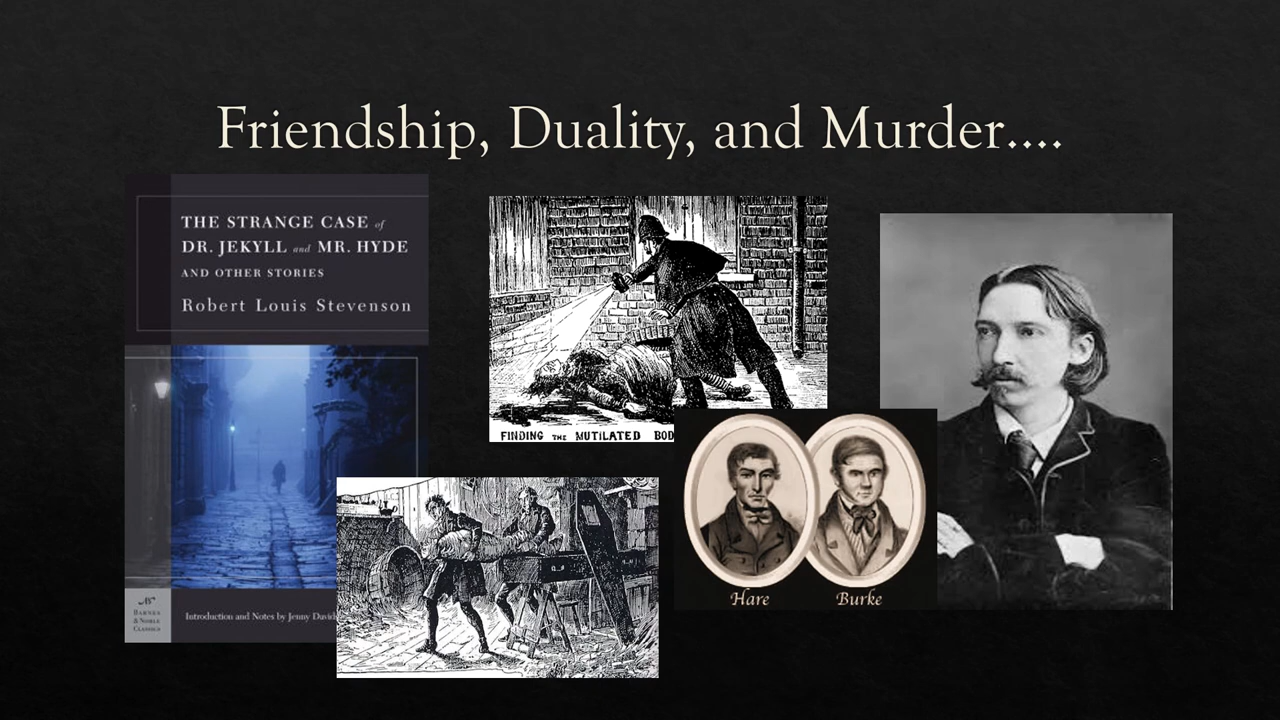 Friendship, Duality, and Murder....
THE STRANGE CASE of
DR. JEKYLL and MR. HYDE
AND OTHER STORIES
Robert Louis Stevenson
BARNES
& NOBLE
CLASSICS
Introduction and Notes by Jenny David
FINDING THE MUTILATED BOD
Hare
Burke